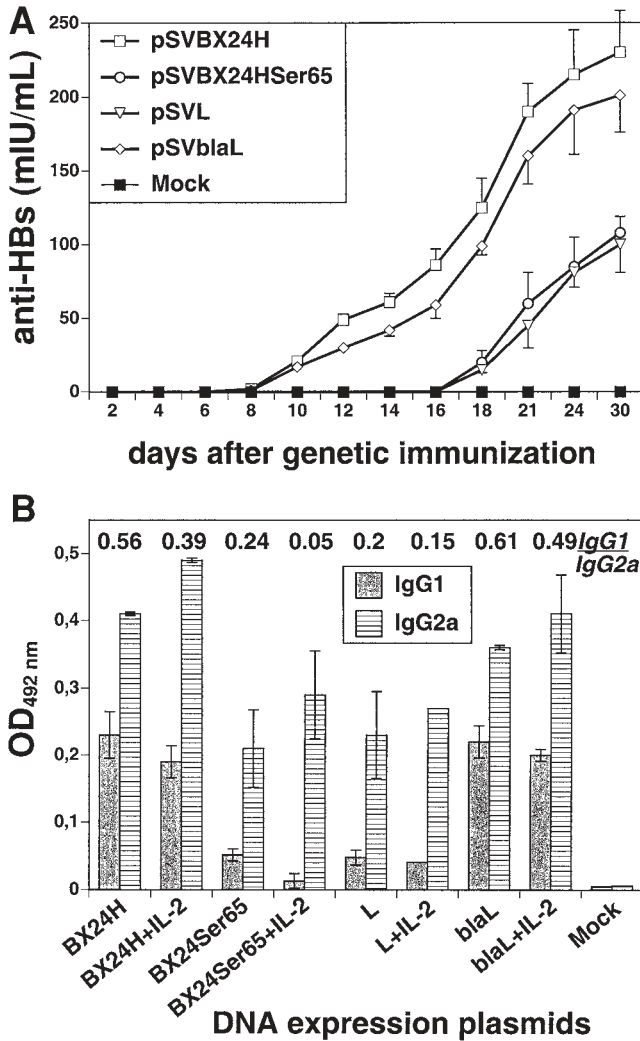 A
anti-HBs (mIU/mL)
250
200
150
100
50
0
pSVBX24H
pSVBX24HSer65
pSVL
pSVblaL
Mock
2 4 6 8 10 12 14 16 18 21 24 30
days after genetic immunization
B
OD492 nm
0,5
0,4
0,3
0,2
0,1
0
0.56 0.39 0.24 0.05 0.2 0.15 0.61 0.49 IgG1
IgG2a
IgG1
IgG2a
BX24H
BX24H+IL-2
BX24Ser65
BX24Ser65+IL-2
L
L+IL-2
blaL
blaL+IL-2
Mock
DNA expression plasmids